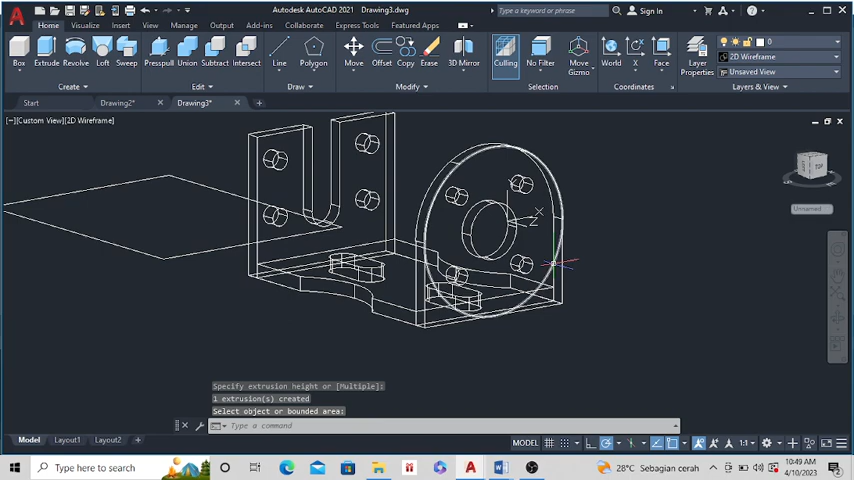 Autodesk AutoCAD 2021 Drawing3.dwg
Type a keyword or phrase
Sign In
Home Visualize Insert View Manage Output Add-ins Collaborate Express Tools Featured Apps
Box Extrude Revolve Loft Sweep Presspull Union Subtract Intersect Line Polygon Move Offset Copy Erase 3D Mirror Culling No Filter Move Gizmo World X Face Layer Properties
0
2D Wireframe
Unsaved View
Create Edit Draw Modify Selection Coordinates Layers & View
Start Drawing2* Drawing3*
[−][Custom View][2D Wireframe]
TOP
Unnamed
X
Z
Specify extrusion height or [Multiple]:
1 extrusion(s) created
Select object or bounded area:
Type a command
Model Layout1 Layout2
MODEL 1:1
Type here to search
28°C Sebagian cerah
10:49 AM
4/10/2023
2